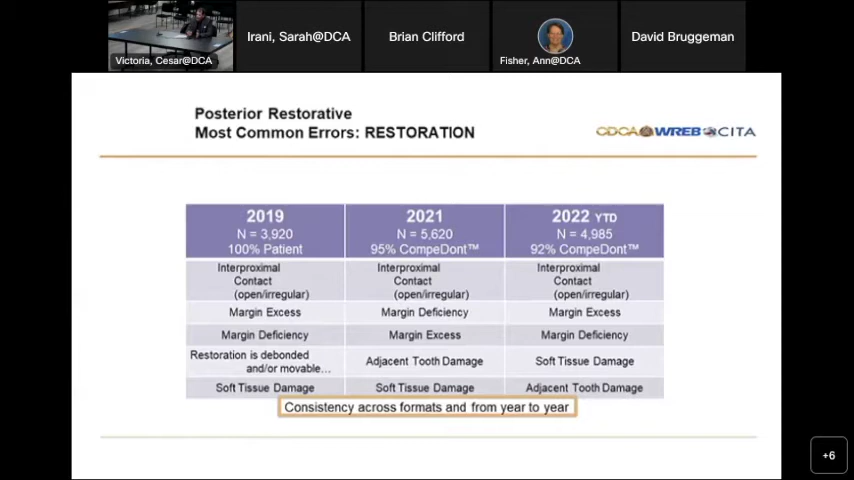 Victoria, Cesar@DCA
Irani, Sarah@DCA
Brian Clifford
Fisher, Ann@DCA
David Bruggeman
Posterior Restorative
Most Common Errors: RESTORATION
CDCA WREB CITA
2019 2021 2022 YTD
N = 3,920 N = 5,620 N = 4,985
100% Patient 95% CompeDont™ 92% CompeDont™
Interproximal Interproximal Interproximal
Contact Contact Contact
(open/irregular) (open/irregular) (open/irregular)
Margin Excess Margin Deficiency Margin Excess
Margin Deficiency Margin Excess Margin Deficiency
Restoration is debonded
and/or movable… Adjacent Tooth Damage Soft Tissue Damage
Soft Tissue Damage Soft Tissue Damage Adjacent Tooth Damage
Consistency across formats and from year to year
+6